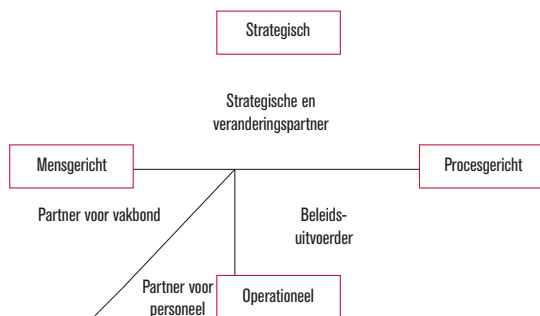 Strategisch
Strategische en
veranderingspartner
Mensgericht
Procesgericht
Partner voor vakbond
Beleids-
uitvoerder
Partner voor
personeel
Operationeel